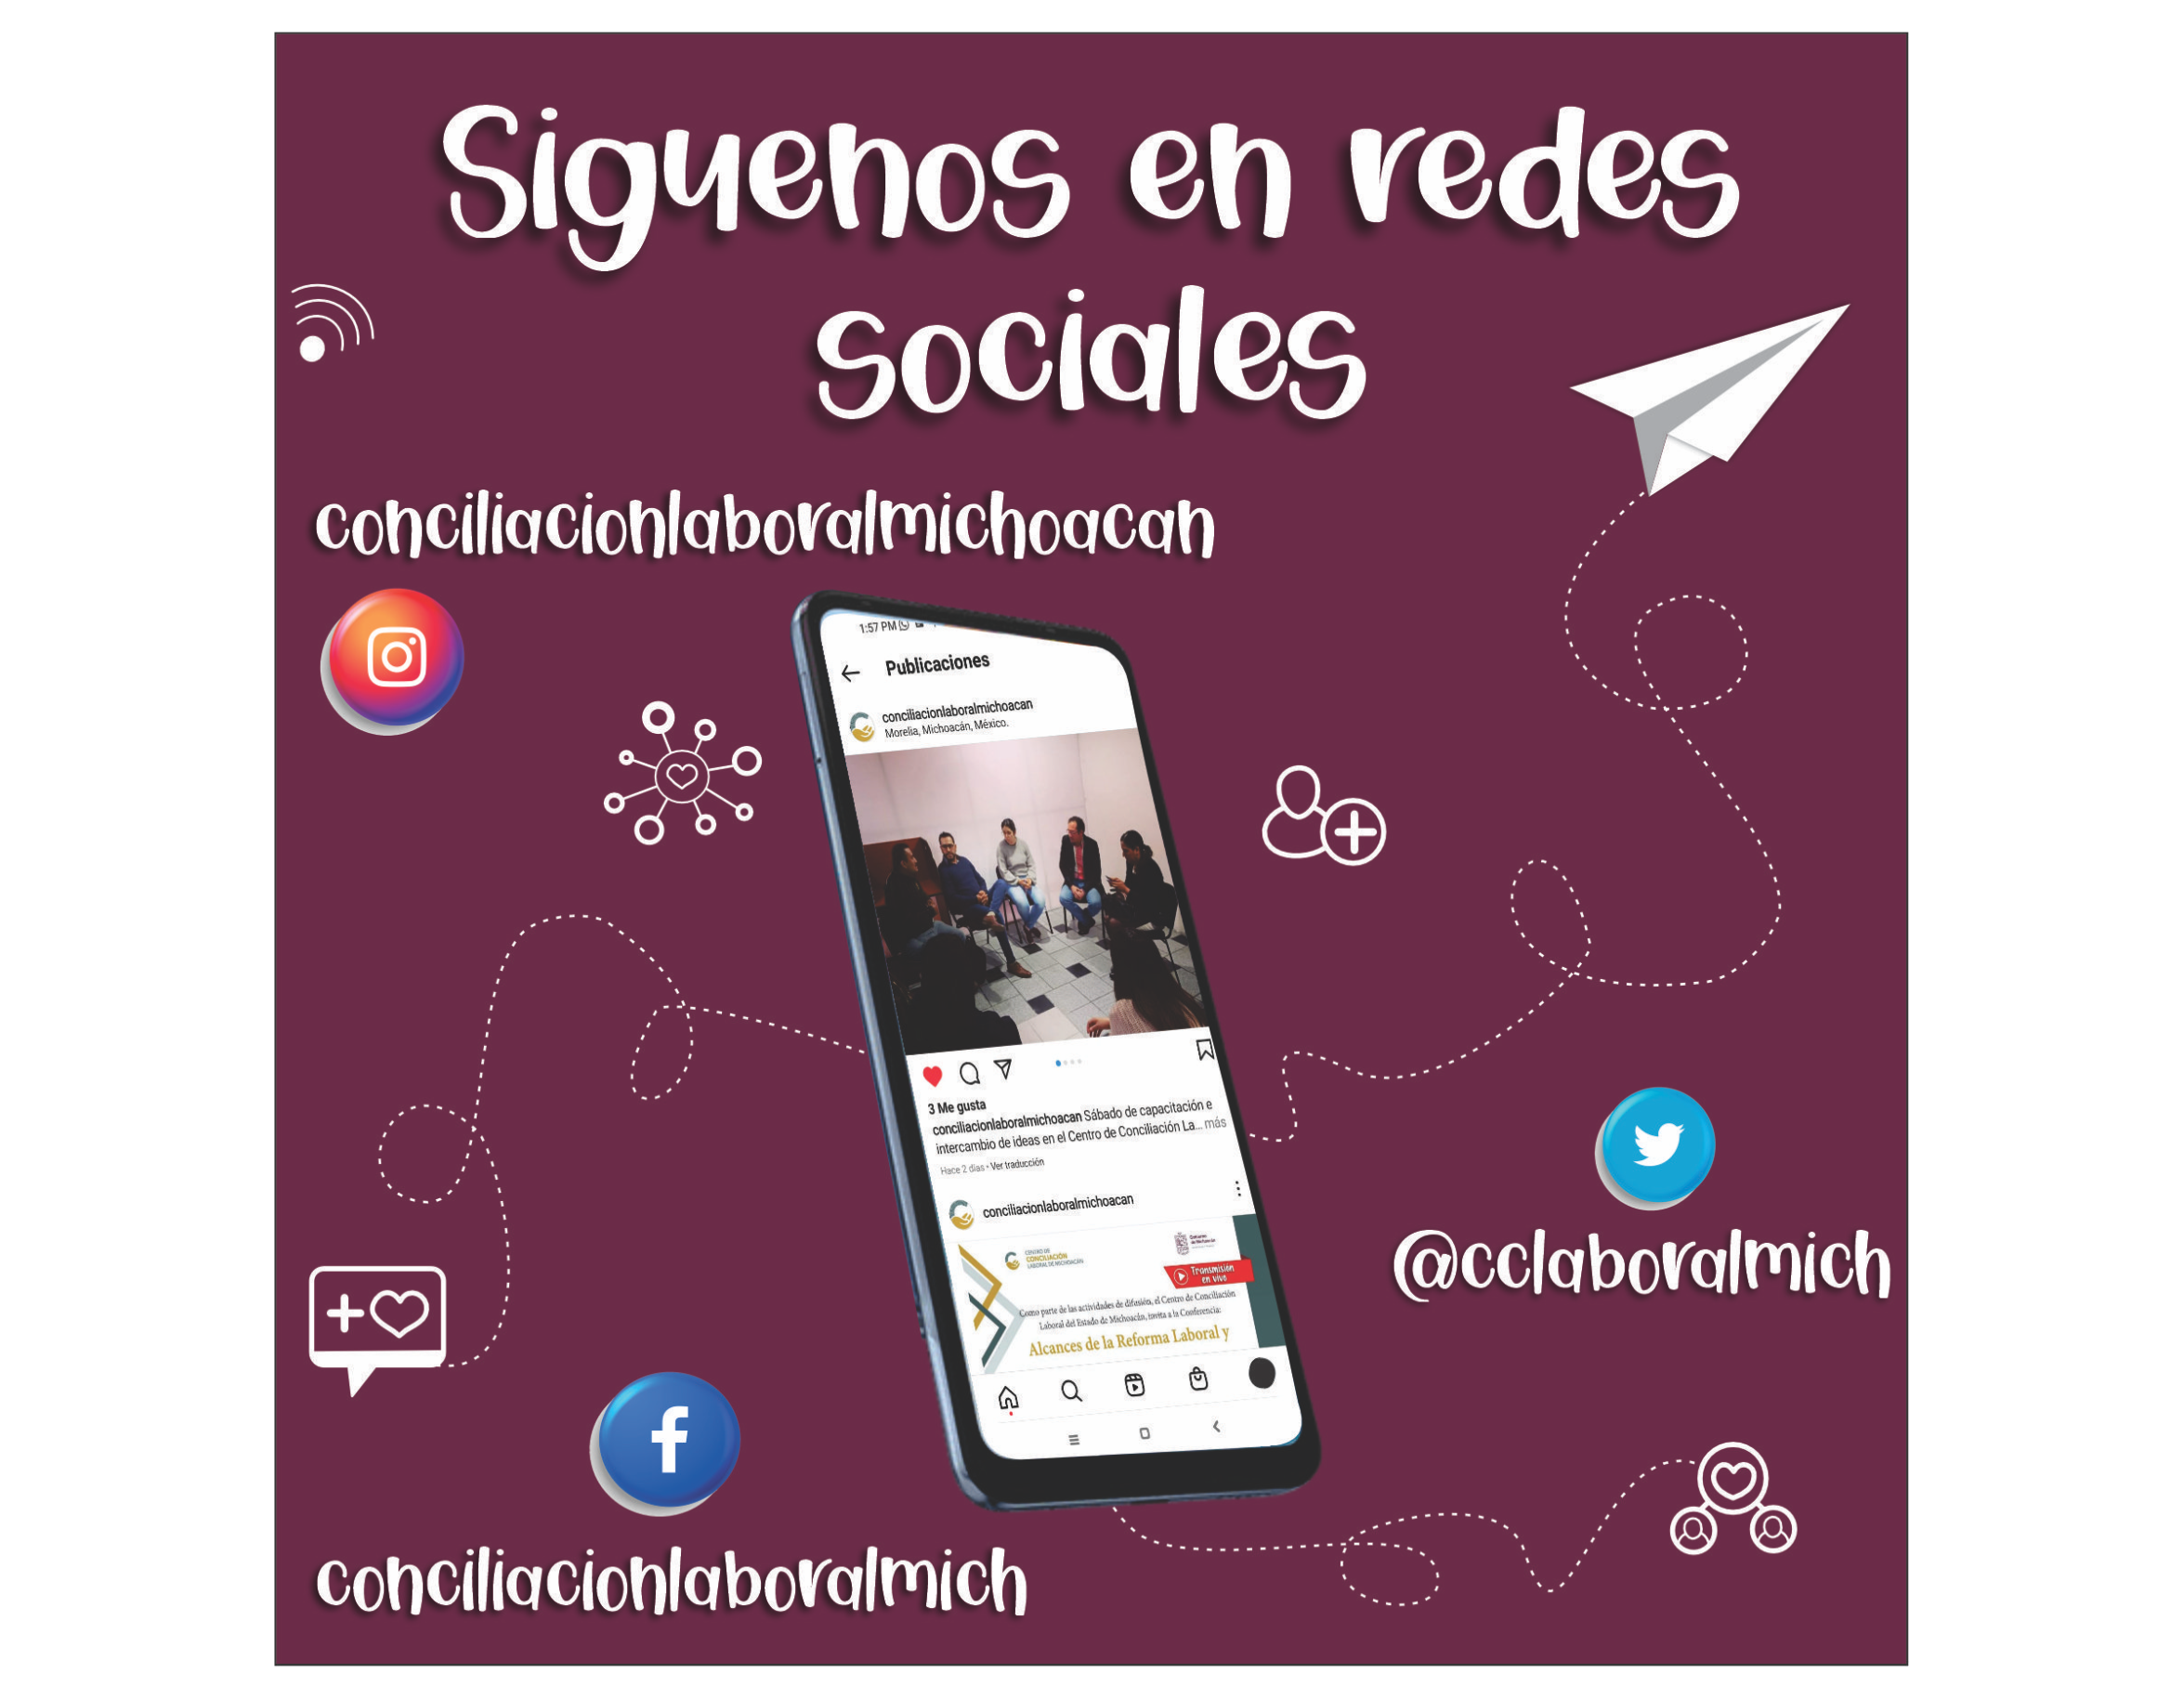 Siguenos en redes
sociales
conciliacionlaboralmichoacan
1:57 PM
Publicaciones
conciliacionlaboralmichoacan
Morelia, Michoacán, México.
3 Me gusta
conciliacionlaboralmichoacan Sábado de capacitación e
intercambio de ideas en el Centro de Conciliación La... más
Hace 2 días • Ver traducción
conciliacionlaboralmichoacan
CENTRO DE
CONCILIACIÓN
LABORAL DE MICHOACÁN
Gobierno
de Michoacán
Transmisión
en vivo
Como parte de las actividades de difusión, el Centro de Conciliación
Laboral del Estado de Michoacán, invita a la Conferencia:
Alcances de la Reforma Laboral y
@cclaboralmich
conciliacionlaboralmich